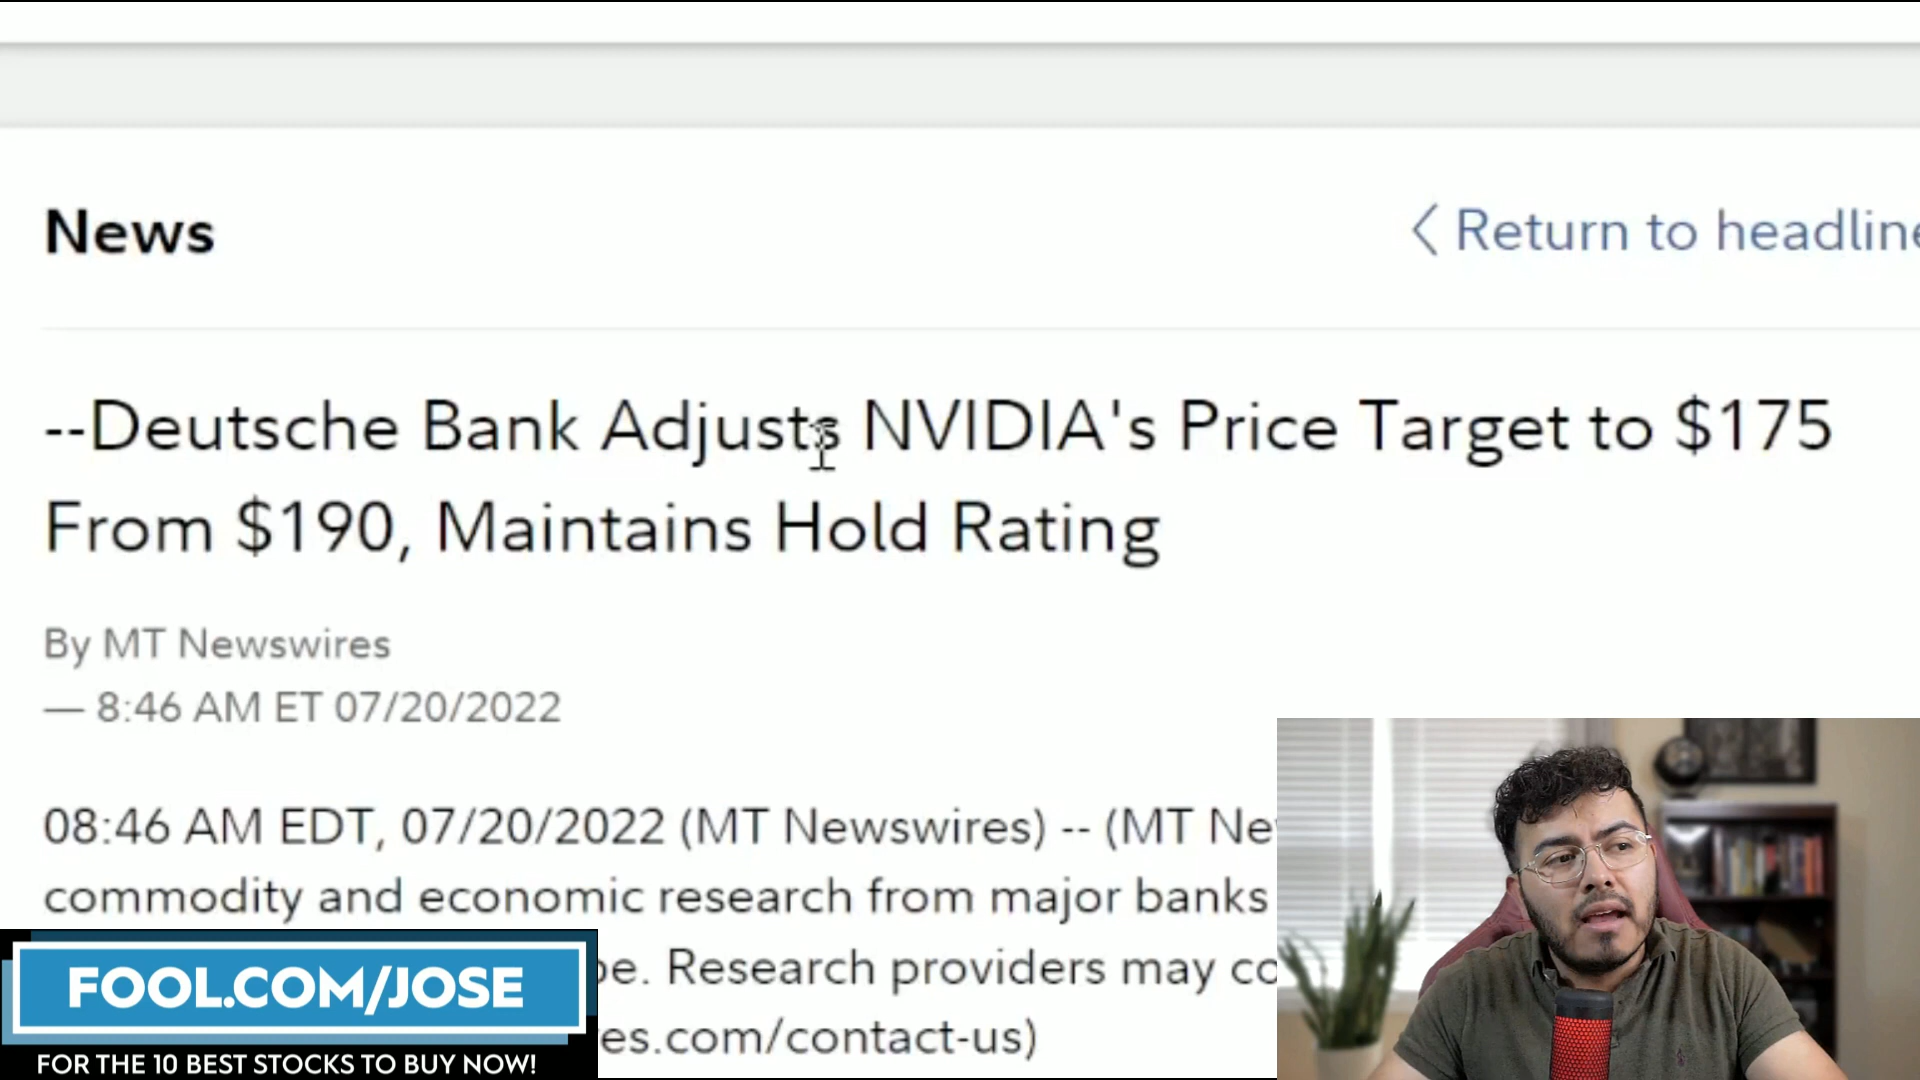 News
Return to headline
--Deutsche Bank Adjusts NVIDIA's Price Target to $175
From $190, Maintains Hold Rating
By MT Newswires
— 8:46 AM ET 07/20/2022
08:46 AM EDT, 07/20/2022 (MT Newswires) -- (MT Ne
commodity and economic research from major banks
pe. Research providers may co
es.com/contact-us)
FOOL.COM/JOSE
FOR THE 10 BEST STOCKS TO BUY NOW!